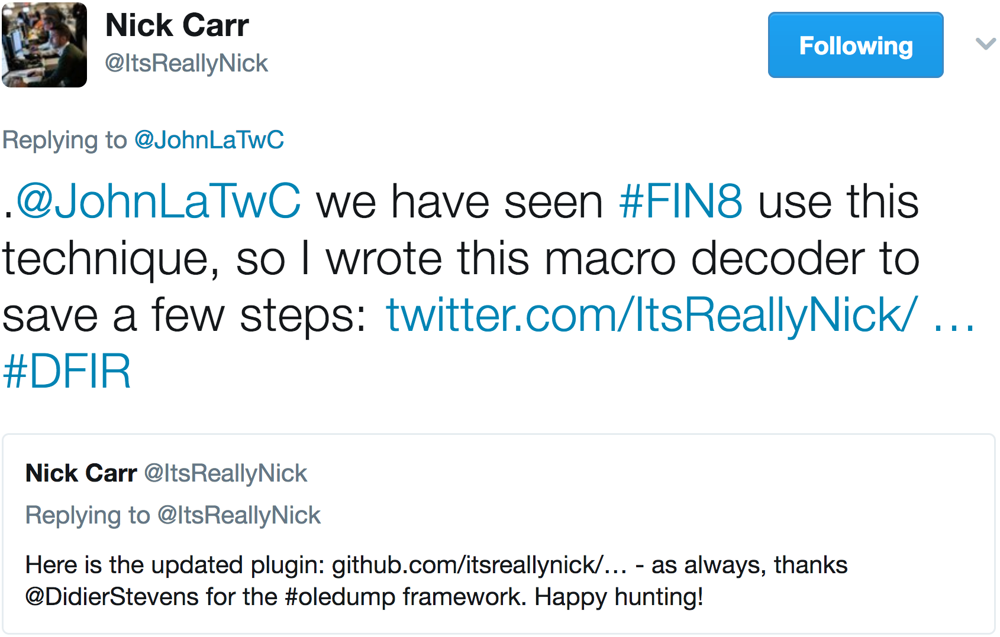 Nick Carr
@ItsReallyNick
Following
Replying to @JohnLaTwC
.@JohnLaTwC we have seen #FIN8 use this
technique, so I wrote this macro decoder to
save a few steps: twitter.com/ItsReallyNick/ …
#DFIR
Nick Carr @ItsReallyNick
Replying to @ItsReallyNick
Here is the updated plugin: github.com/itsreallynick/… - as always, thanks
@DidierStevens for the #oledump framework. Happy hunting!